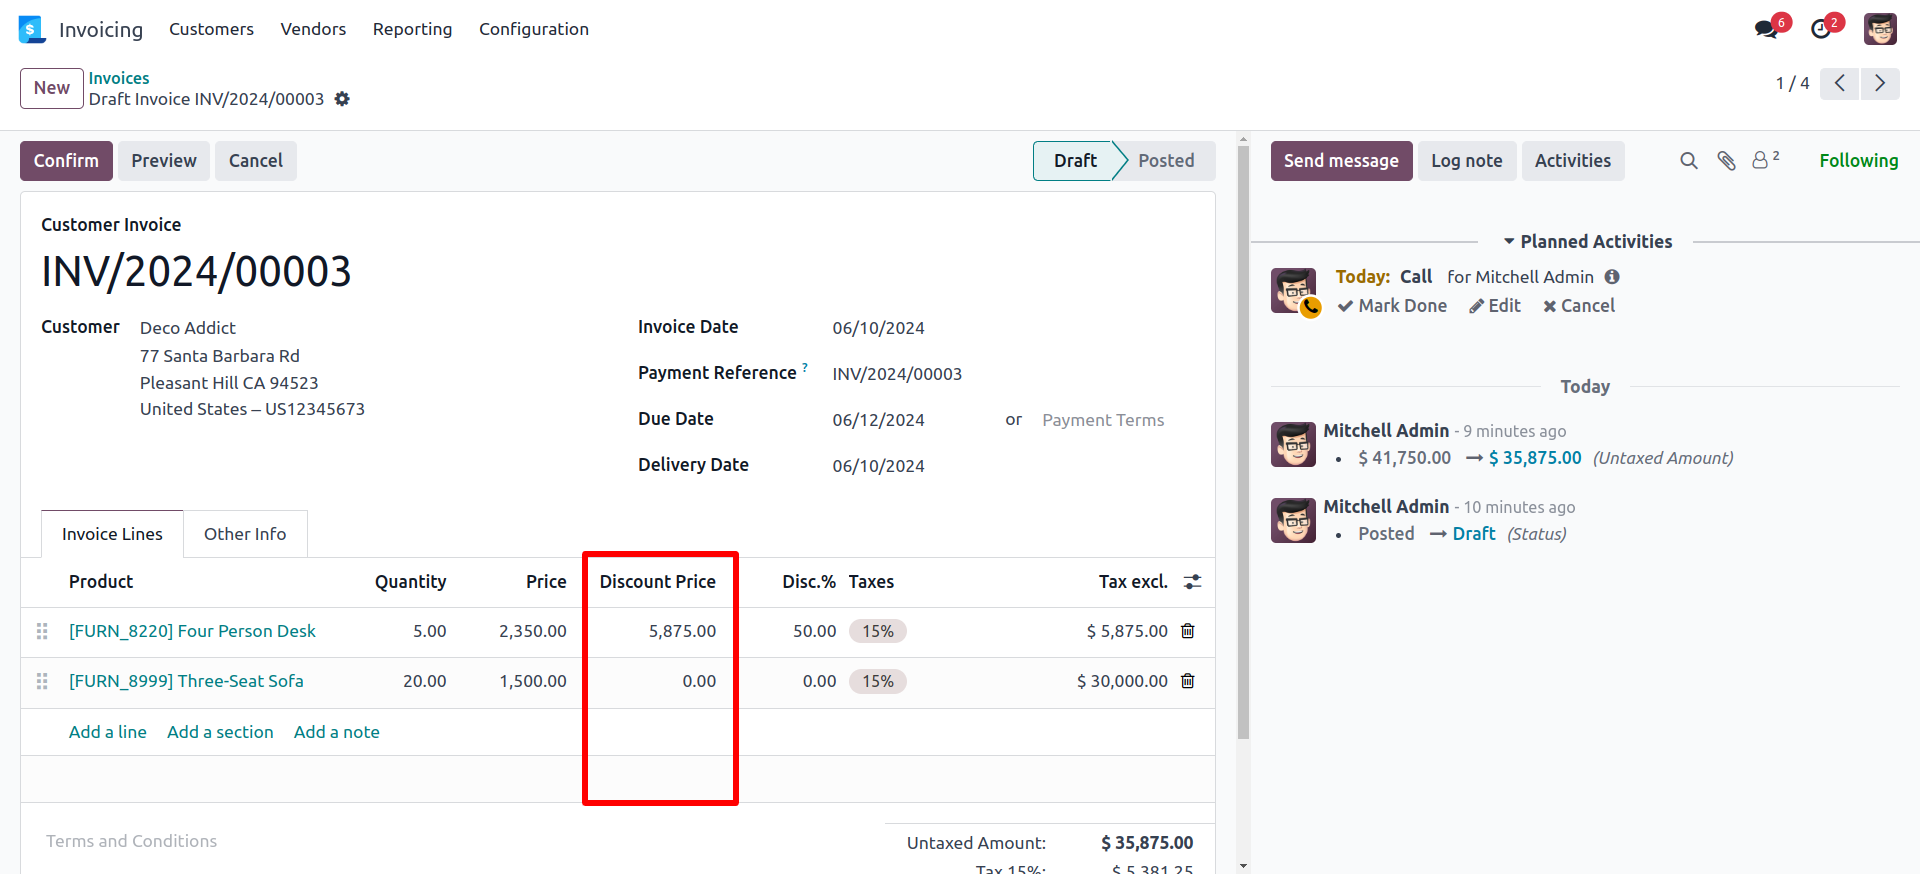 Invoicing Customers Vendors Reporting Configuration 6 2
New Invoices
Draft Invoice INV/2024/00003
1 / 4
Confirm Preview Cancel Draft Posted
Customer Invoice
INV/2024/00003
Customer Deco Addict
77 Santa Barbara Rd
Pleasant Hill CA 94523
United States – US12345673
Invoice Date 06/10/2024
Payment Reference ? INV/2024/00003
Due Date 06/12/2024 or Payment Terms
Delivery Date 06/10/2024
Invoice Lines Other Info
Product Quantity Price Discount Price Disc.% Taxes Tax excl.
[FURN_8220] Four Person Desk 5.00 2,350.00 5,875.00 50.00 15% $ 5,875.00
[FURN_8999] Three-Seat Sofa 20.00 1,500.00 0.00 0.00 15% $ 30,000.00
Add a line Add a section Add a note
Terms and Conditions
Untaxed Amount: $ 35,875.00
Tax 15%: $ 5,381.25
Send message Log note Activities 2 Following
Planned Activities
Today: Call for Mitchell Admin
Mark Done Edit Cancel
Today
Mitchell Admin - 9 minutes ago
• $ 41,750.00 → $ 35,875.00 (Untaxed Amount)
Mitchell Admin - 10 minutes ago
• Posted → Draft (Status)